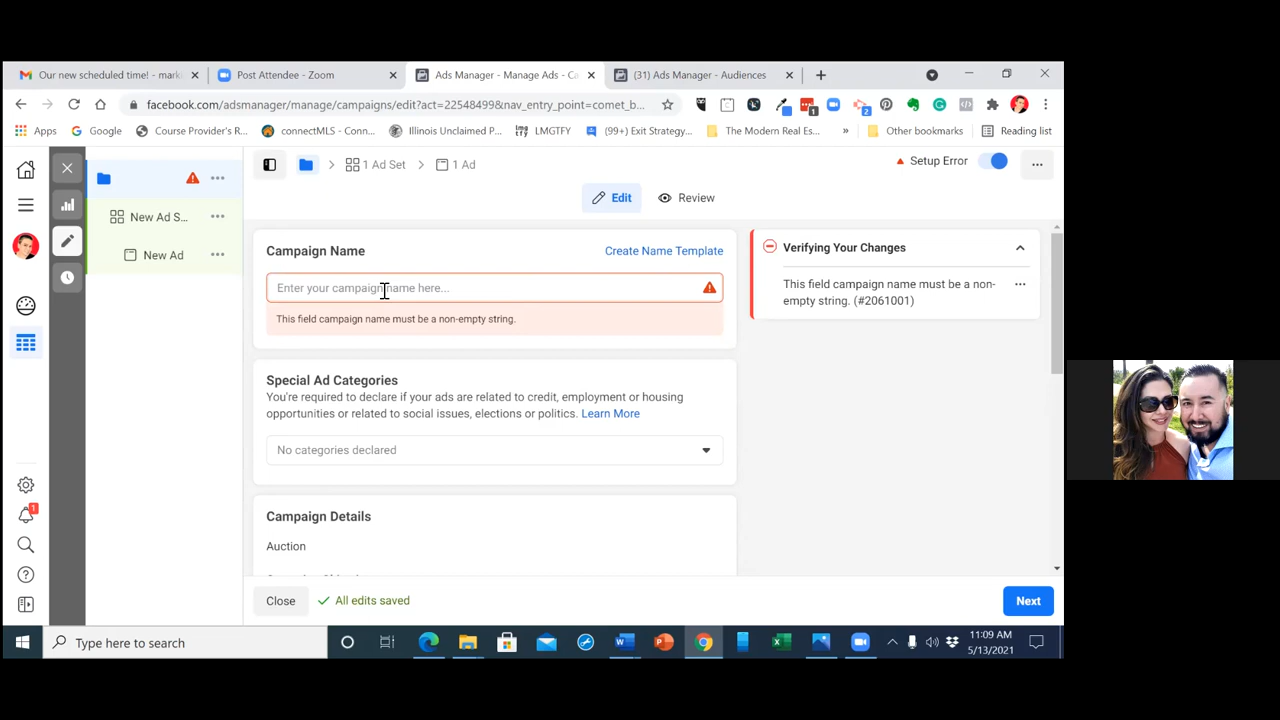 Our new scheduled time! - mark
Post Attendee - Zoom
Ads Manager - Manage Ads - Ca
(31) Ads Manager - Audiences
facebook.com/adsmanager/manage/campaigns/edit?act=22548499&nav_entry_point=comet_b...
1
2
Apps
Google
Course Provider's R...
connectMLS - Conn...
Illinois Unclaimed P...
LMGTFY
(99+) Exit Strategy...
The Modern Real Es...
»
Other bookmarks
Reading list
1 Ad Set
1 Ad
Setup Error
New Ad S...
New Ad
Edit
Review
Campaign Name
Create Name Template
Enter your campaign name here...
This field campaign name must be a non-empty string.
Verifying Your Changes
This field campaign name must be a non-
empty string. (#2061001)
Special Ad Categories
You're required to declare if your ads are related to credit, employment or housing
opportunities or related to social issues, elections or politics. Learn More
No categories declared
Campaign Details
Auction
1
Close
All edits saved
Next
Type here to search
11:09 AM
5/13/2021